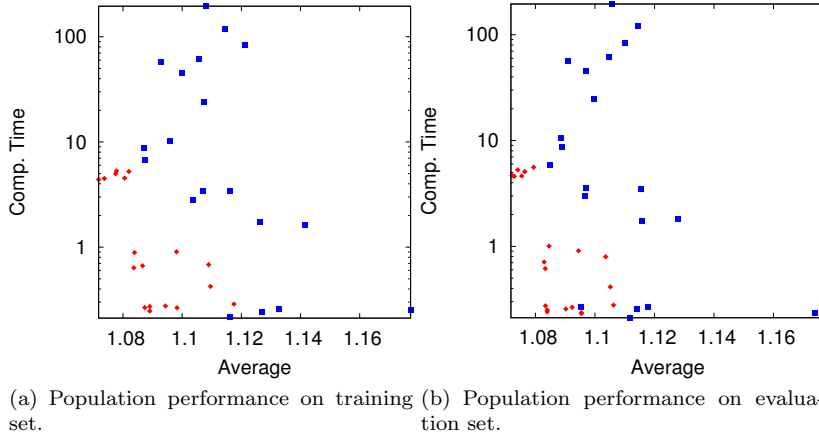 100
10
1
Comp. Time
1.08
1.1
1.12
1.14
1.16
Average
(a) Population performance on training
set.
100
10
1
Comp. Time
1.08
1.1
1.12
1.14
1.16
Average
(b) Population performance on evalua-
tion set.